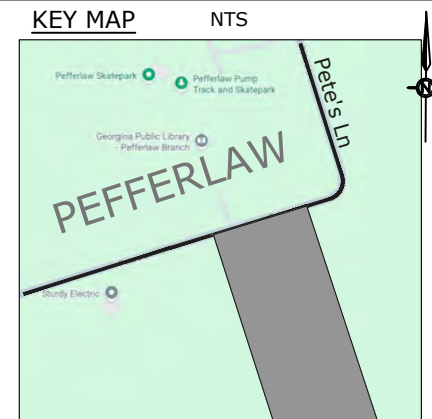 KEY MAP NTS
Pefferlaw Skatepark
Pefferlaw Pump
Track and Skatepark
Pete's Ln
N
Georgina Public Library
- Pefferlaw Branch
PEFFERLAW
Sturdy Electric